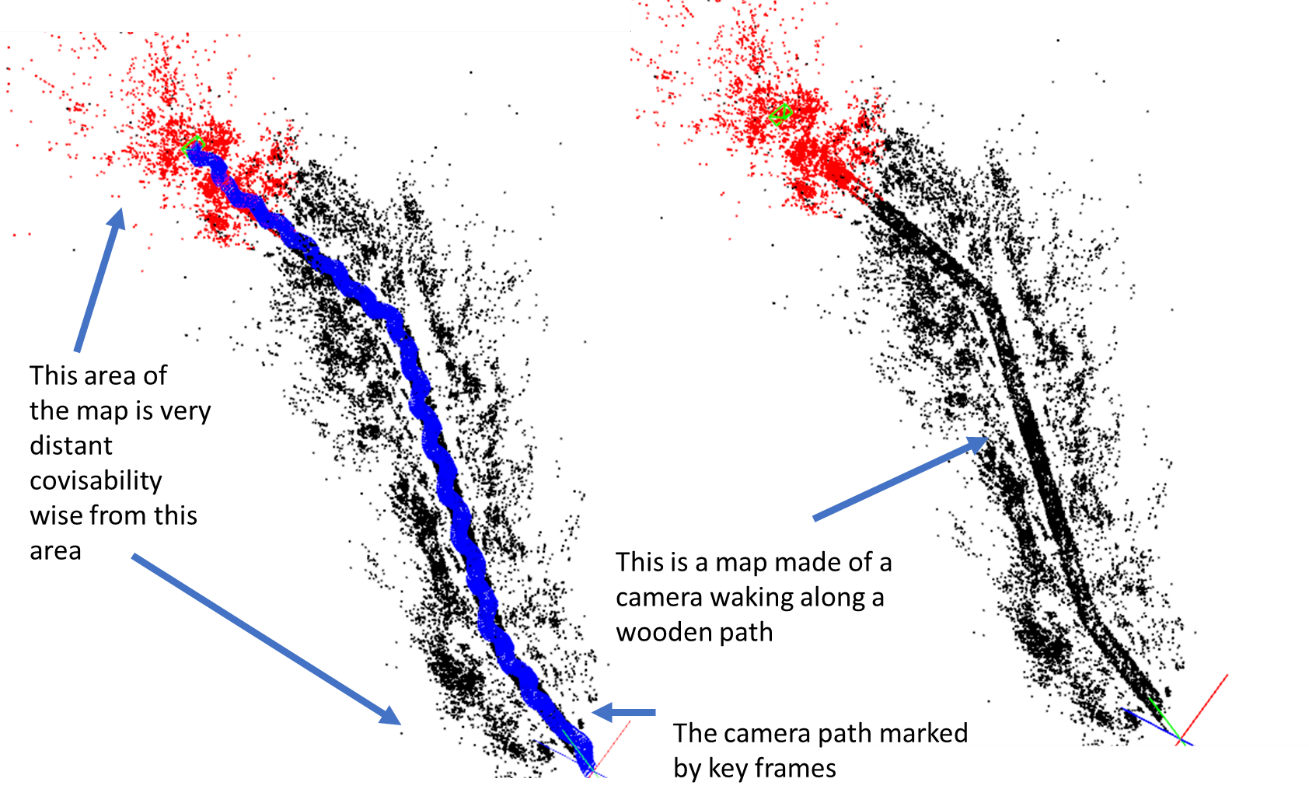 This area of
the map is very
distant
covisability
wise from this
area
This is a map made of a
camera waking along a
wooden path
The camera path marked
by key frames